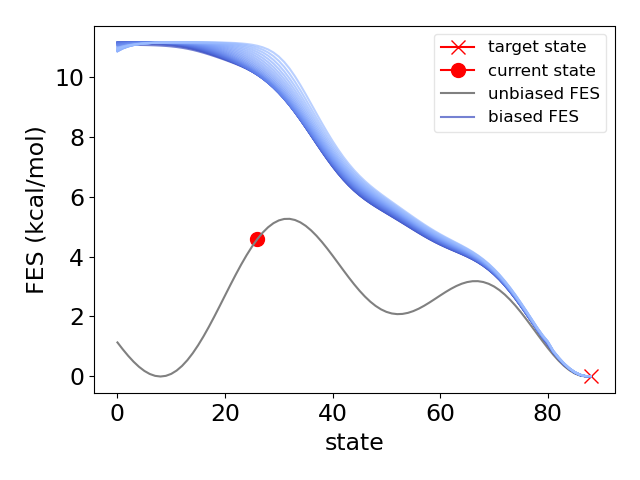 target state
current state
unbiased FES
biased FES
FES (kcal/mol)
10
8
6
4
2
0
0 20 40 60 80
state